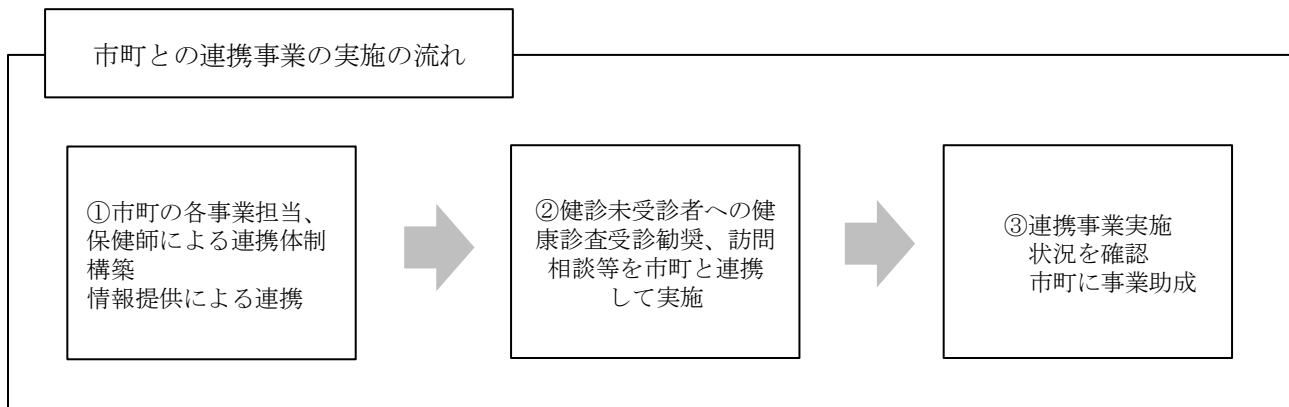 市町との連携事業の実施の流れ
①市町の各事業担当、
保健師による連携体制
構築
情報提供による連携
②健診未受診者への健
康診査受診勧奨、訪問
相談等を市町と連携
して実施
③連携事業実施
状況を確認
市町に事業助成